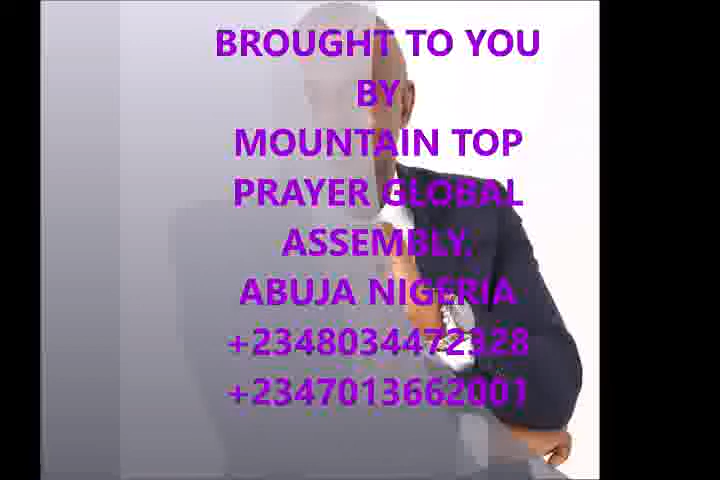 BROUGHT TO YOU
BY
MOUNTAIN TOP
PRAYER GLOBAL
ASSEMBLY.
ABUJA NIGERIA
+2348034472328
+2347013662001